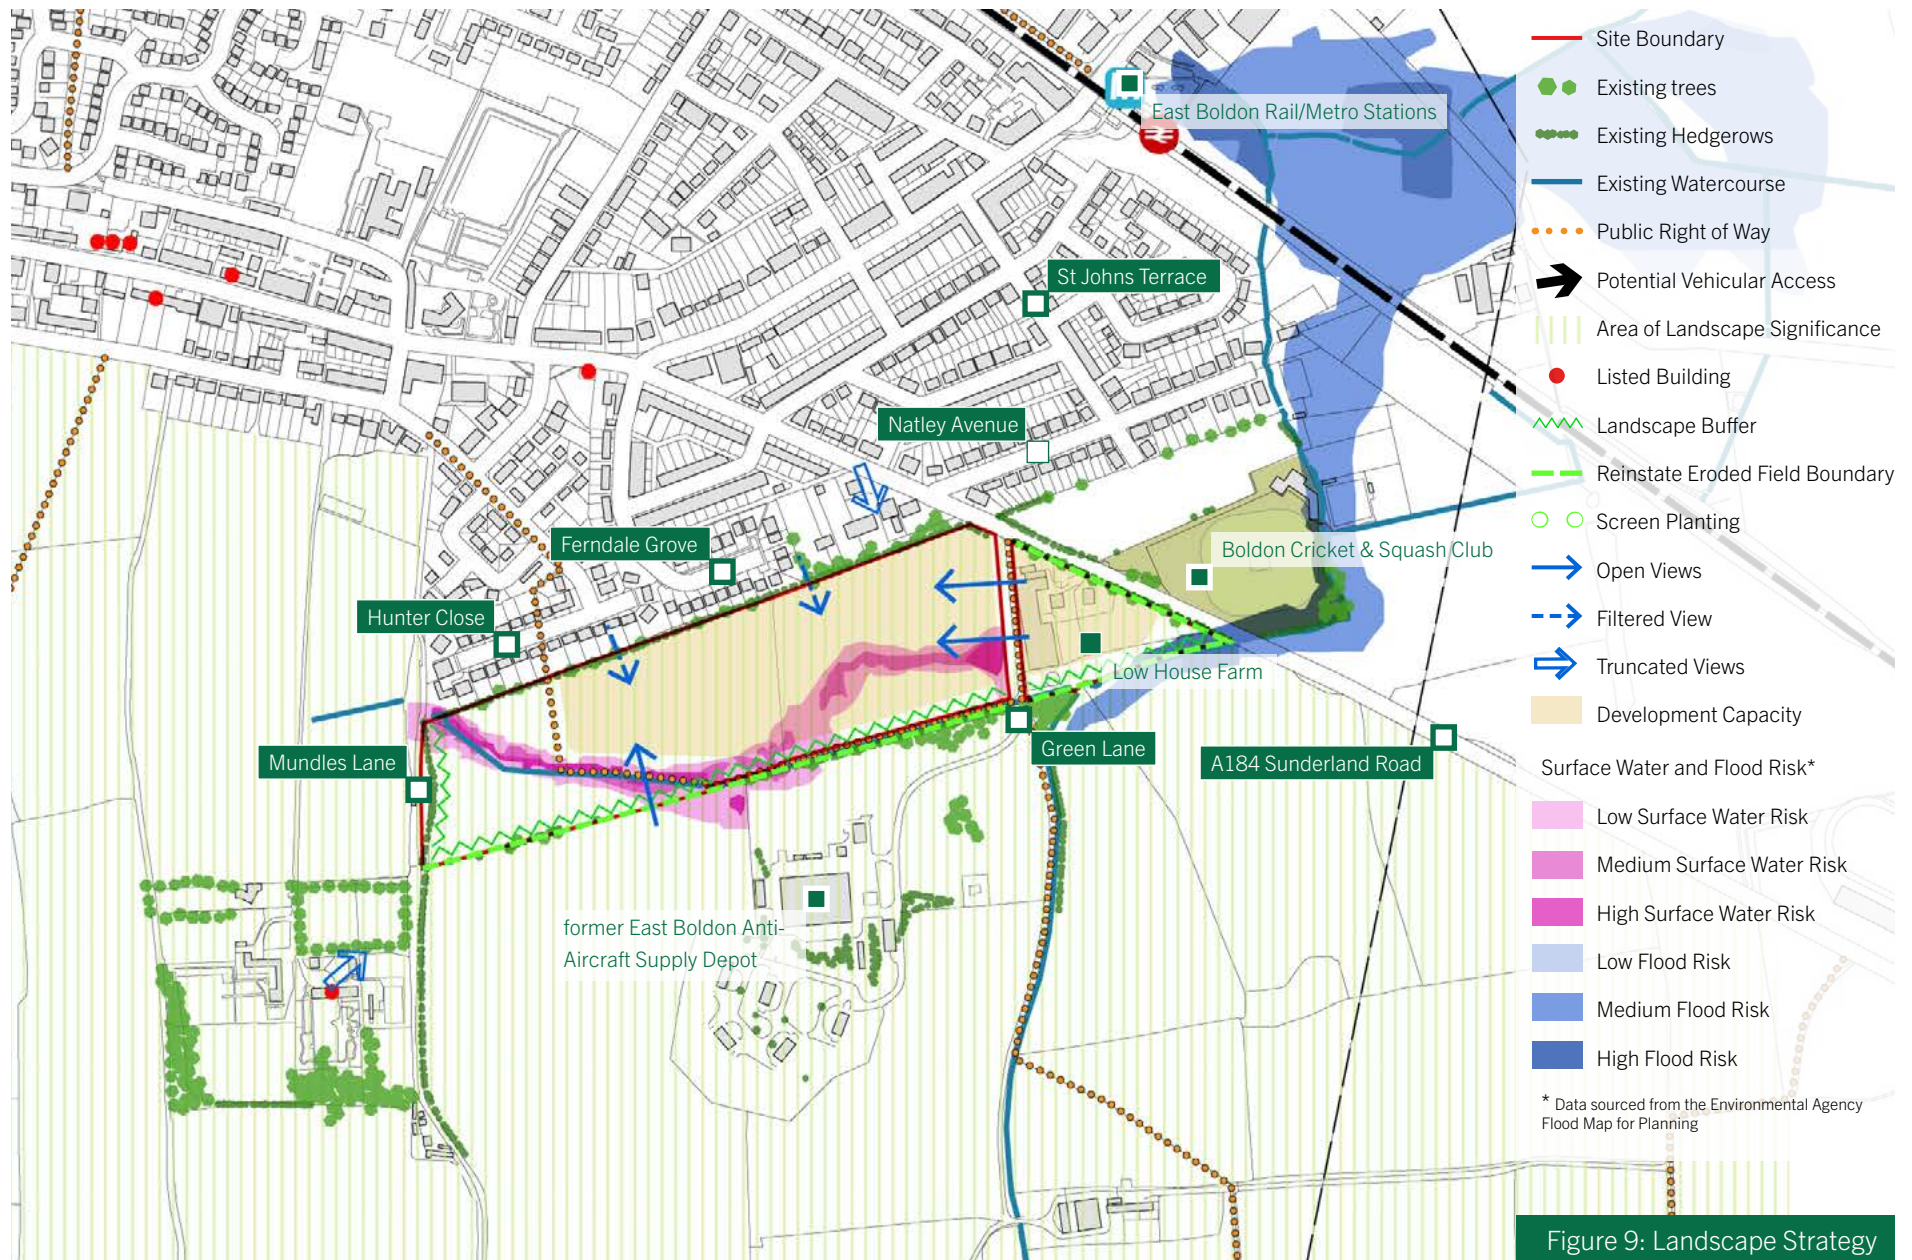 East Boldon Rail/Metro Stations
St Johns Terrace
Natley Avenue
Ferndale Grove
Boldon Cricket & Squash Club
Hunter Close
Low House Farm
Mundles Lane
Green Lane
A184 Sunderland Road
former East Boldon Anti-
Aircraft Supply Depot
Site Boundary
Existing trees
Existing Hedgerows
Existing Watercourse
Public Right of Way
Potential Vehicular Access
Area of Landscape Significance
Listed Building
Landscape Buffer
Reinstate Eroded Field Boundary
Screen Planting
Open Views
Filtered View
Truncated Views
Development Capacity
Surface Water and Flood Risk*
Low Surface Water Risk
Medium Surface Water Risk
High Surface Water Risk
Low Flood Risk
Medium Flood Risk
High Flood Risk
* Data sourced from the Environmental Agency
Flood Map for Planning
Figure 9: Landscape Strategy